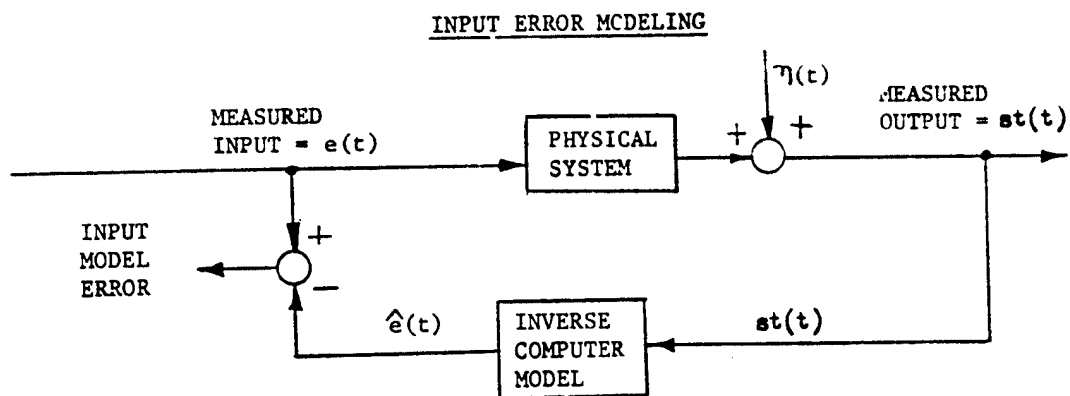 INPUT ERROR MCDELING
η(t)
MEASURED
INPUT = e(t)
PHYSICAL
SYSTEM
+
+
MEASURED
OUTPUT = st(t)
INPUT
MODEL
ERROR
+
−
ê(t)
INVERSE
COMPUTER
MODEL
st(t)